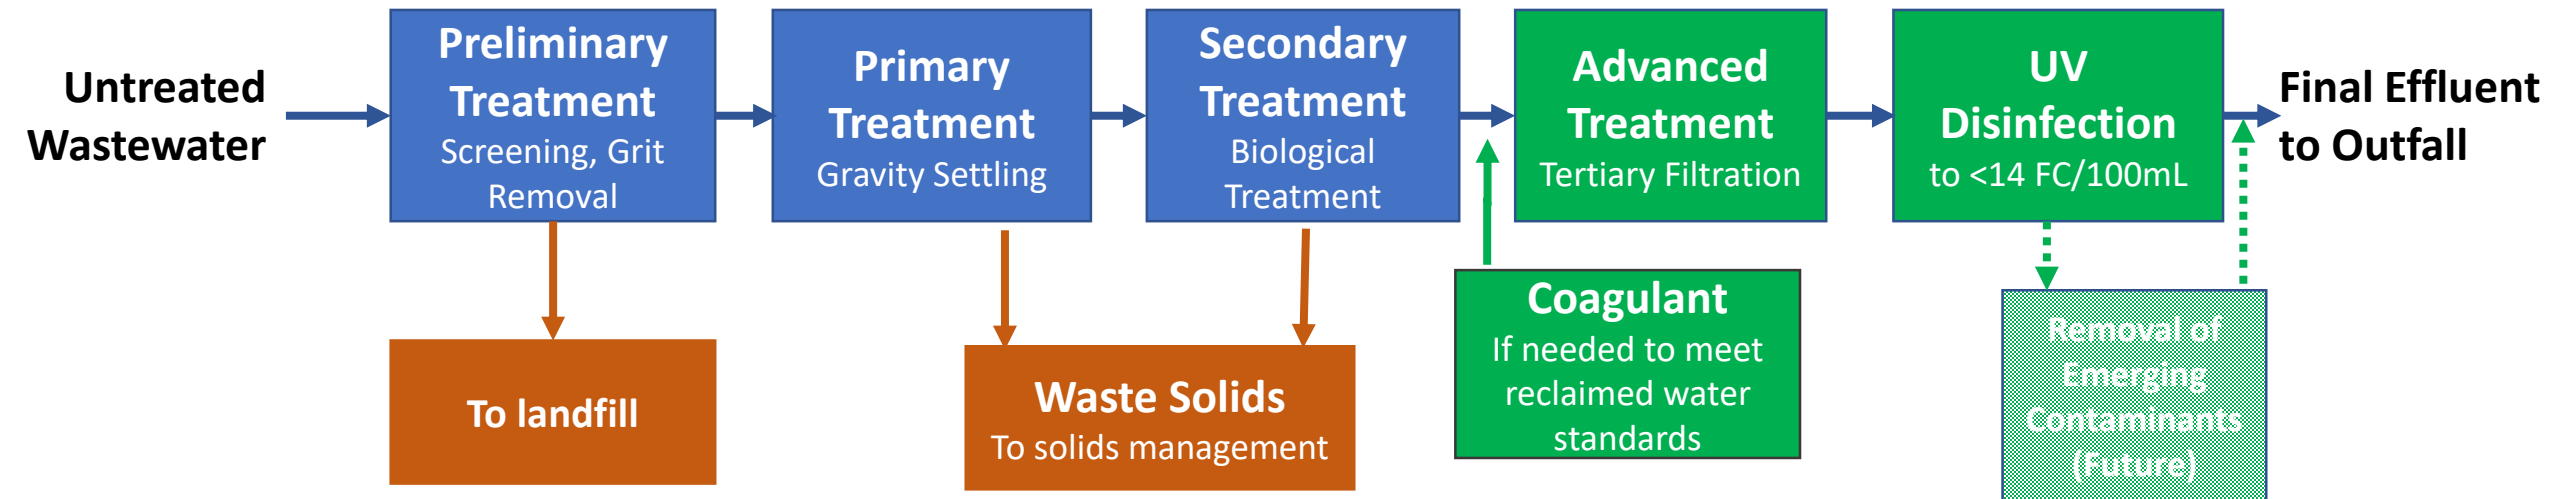 Untreated
Wastewater
Preliminary
Treatment
Screening, Grit
Removal
Primary
Treatment
Gravity Settling
Secondary
Treatment
Biological
Treatment
Advanced
Treatment
Tertiary Filtration
UV
Disinfection
to <14 FC/100mL
Final Effluent
to Outfall
To landfill
Waste Solids
To solids management
Coagulant
If needed to meet
reclaimed water
standards
Removal of
Emerging
Contaminants
(Future)